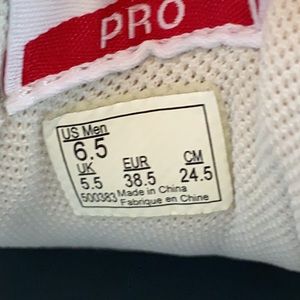 PRO
US Men
6.5
UK EUR CM
5.5 38.5 24.5
500383 Made in China
Fabrique en Chine